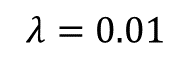 λ = 0.01